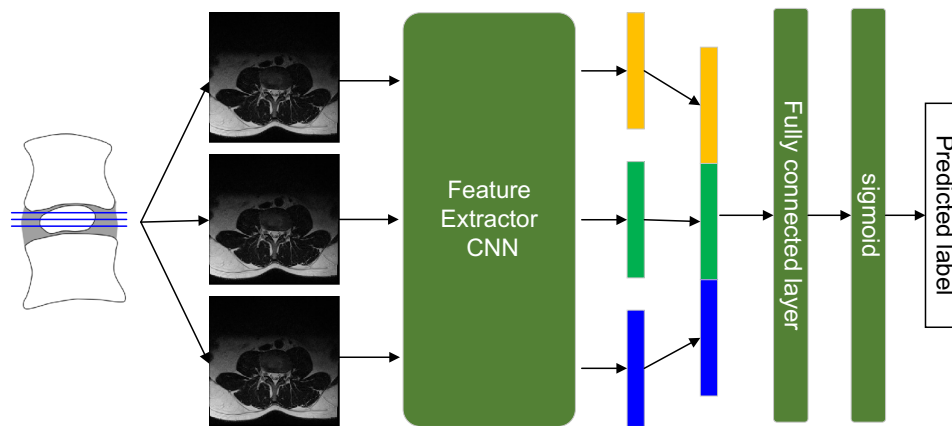 Feature
Extractor
CNN
Fully connected layer
sigmoid
Predicted label